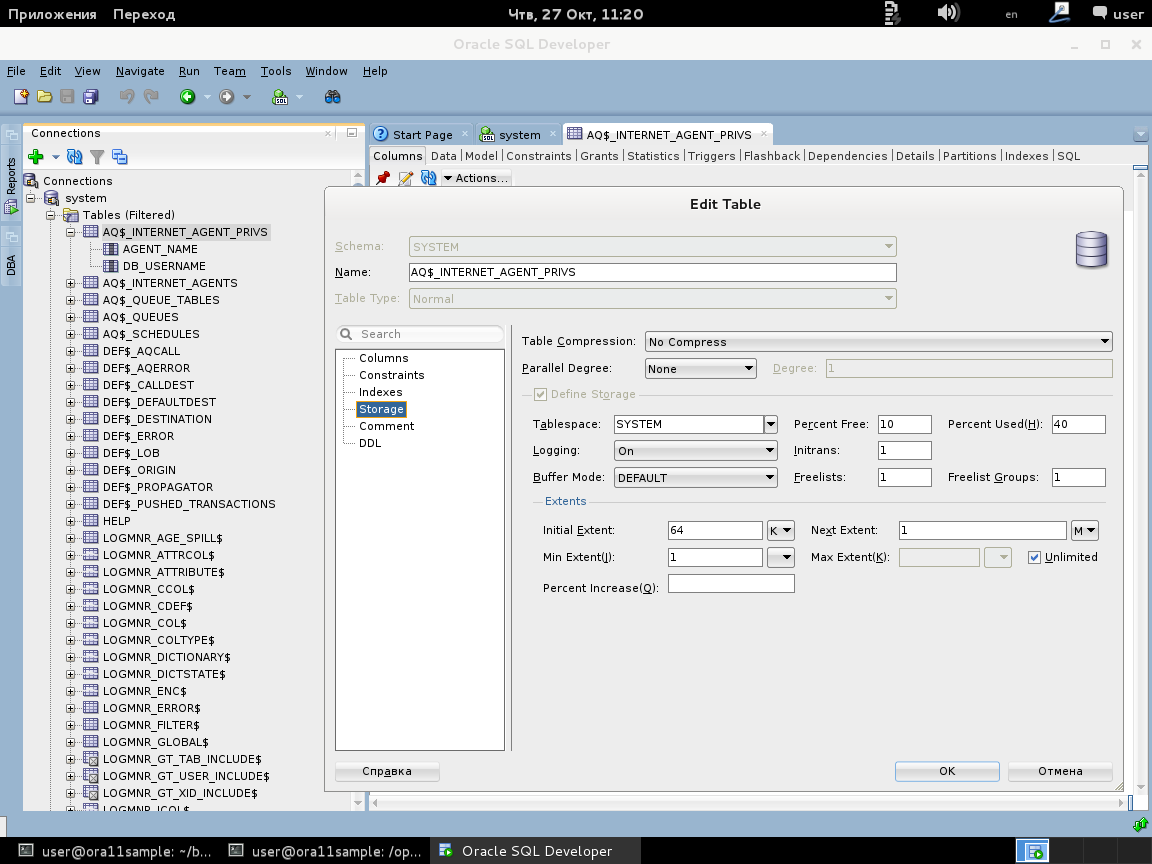 Приложения Переход Чтв, 27 Окт, 11:20 en user
Oracle SQL Developer
File Edit View Navigate Run Team Tools Window Help
Reports
DBA
Connections
Connections
system
Tables (Filtered)
AQ$_INTERNET_AGENT_PRIVS
AGENT_NAME
DB_USERNAME
AQ$_INTERNET_AGENTS
AQ$_QUEUE_TABLES
AQ$_QUEUES
AQ$_SCHEDULES
DEF$_AQCALL
DEF$_AQERROR
DEF$_CALLDEST
DEF$_DEFAULTDEST
DEF$_DESTINATION
DEF$_ERROR
DEF$_LOB
DEF$_ORIGIN
DEF$_PROPAGATOR
DEF$_PUSHED_TRANSACTIONS
HELP
LOGMNR_AGE_SPILL$
LOGMNR_ATTRCOL$
LOGMNR_ATTRIBUTE$
LOGMNR_CCOL$
LOGMNR_CDEF$
LOGMNR_COL$
LOGMNR_COLTYPE$
LOGMNR_DICTIONARY$
LOGMNR_DICTSTATE$
LOGMNR_ENC$
LOGMNR_ERROR$
LOGMNR_FILTER$
LOGMNR_GLOBAL$
LOGMNR_GT_TAB_INCLUDE$
LOGMNR_GT_USER_INCLUDE$
LOGMNR_GT_XID_INCLUDE$
LOGMNR_ICOL$
Start Page system AQ$_INTERNET_AGENT_PRIVS
Columns Data Model Constraints Grants Statistics Triggers Flashback Dependencies Details Partitions Indexes SQL
Actions...
Edit Table
Schema: SYSTEM
Name: AQ$_INTERNET_AGENT_PRIVS
Table Type: Normal
Search
Columns
Constraints
Indexes
Storage
Comment
DDL
Table Compression: No Compress
Parallel Degree: None Degree: 1
Define Storage
Tablespace: SYSTEM Percent Free: 10 Percent Used(H): 40
Logging: On Initrans: 1
Buffer Mode: DEFAULT Freelists: 1 Freelist Groups: 1
Extents
Initial Extent: 64 K Next Extent: 1 M
Min Extent(J): 1 Max Extent(K): Unlimited
Percent Increase(Q):
Справка OK Отмена
user@ora11sample: ~/b... user@ora11sample: /op... Oracle SQL Developer